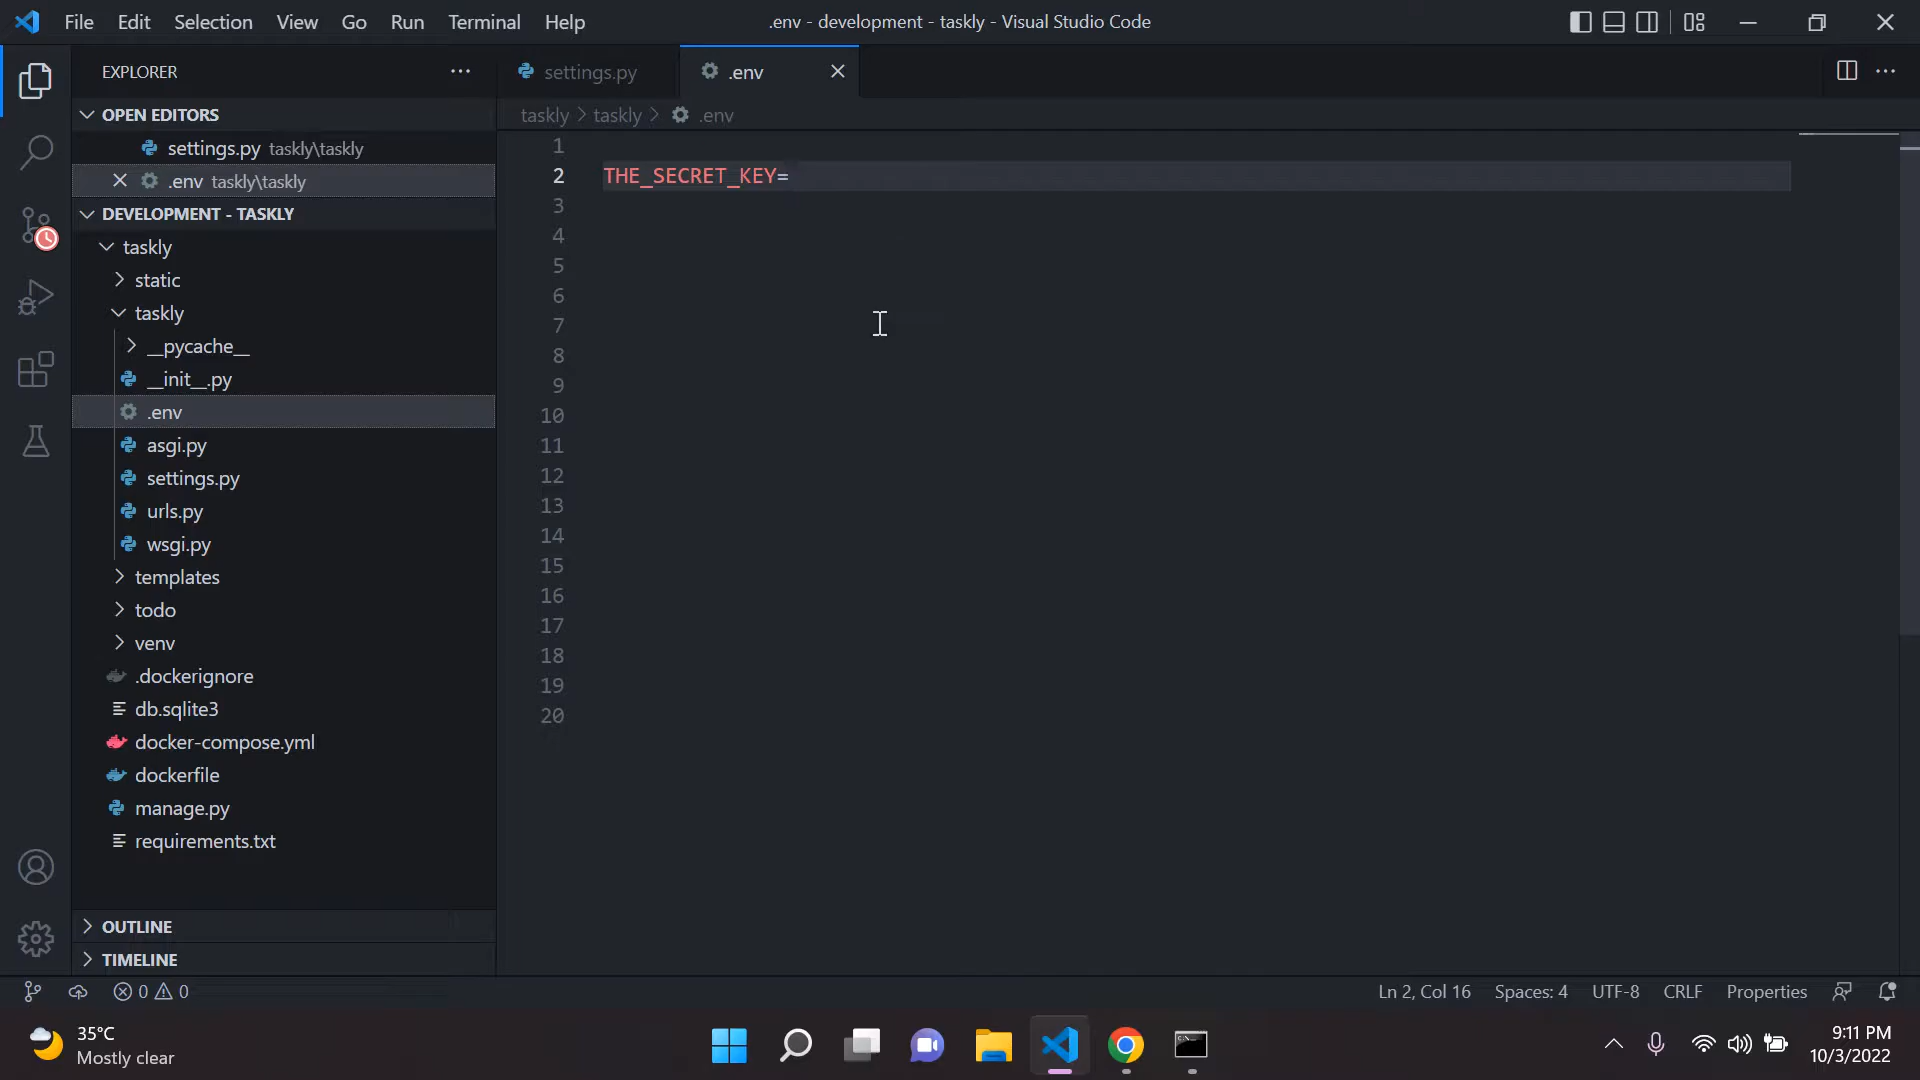 File Edit Selection View Go Run Terminal Help
.env - development - taskly - Visual Studio Code
EXPLORER
settings.py
.env
OPEN EDITORS
settings.py taskly\taskly
.env taskly\taskly
DEVELOPMENT - TASKLY
taskly
static
taskly
__pycache__
__init__.py
.env
asgi.py
settings.py
urls.py
wsgi.py
templates
todo
venv
.dockerignore
db.sqlite3
docker-compose.yml
dockerfile
manage.py
requirements.txt
OUTLINE
TIMELINE
taskly > taskly > .env
1
2 THE_SECRET_KEY=
3
4
5
6
7
8
9
10
11
12
13
14
15
16
17
18
19
20
0 0
Ln 2, Col 16 Spaces: 4 UTF-8 CRLF Properties
35°C
Mostly clear
9:11 PM
10/3/2022